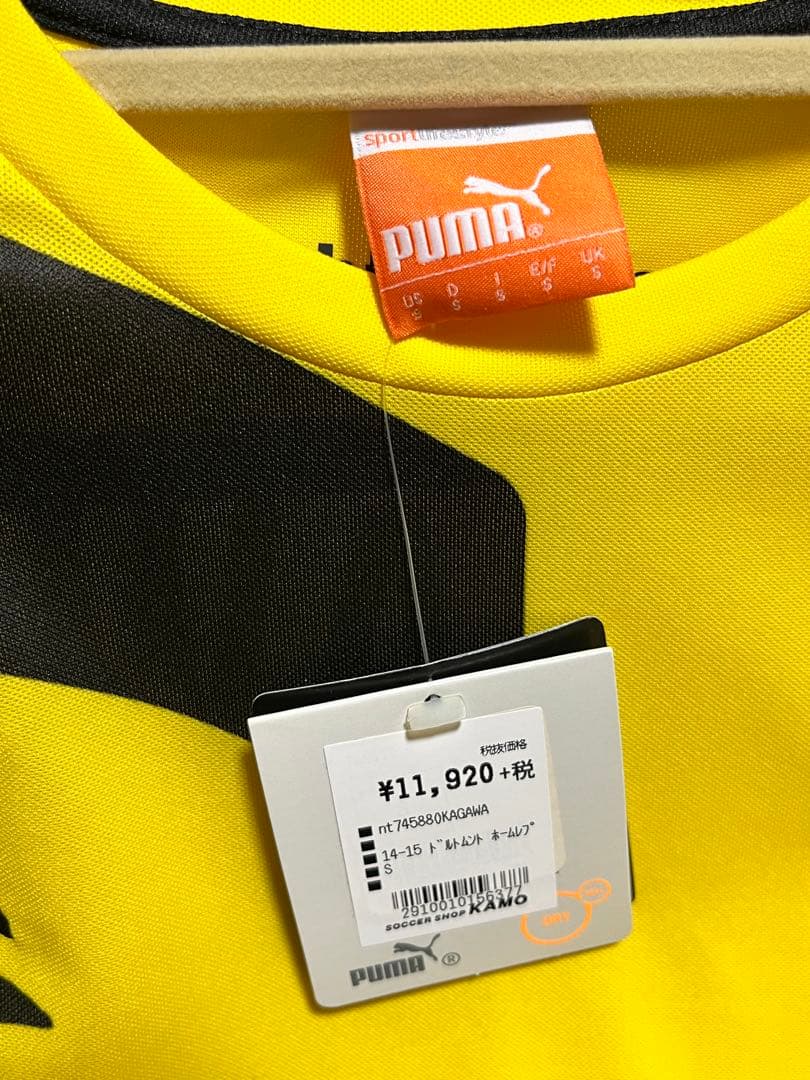 sportlifestyle
PUMA®
US D I E/F UK
S S S S S
税抜価格
¥11,920+税
nt745880KAGAWA
14-15 ドルトムント ホームレプ
S
2910010156377
SOCCER SHOP KAMO
DRY
PUMA®